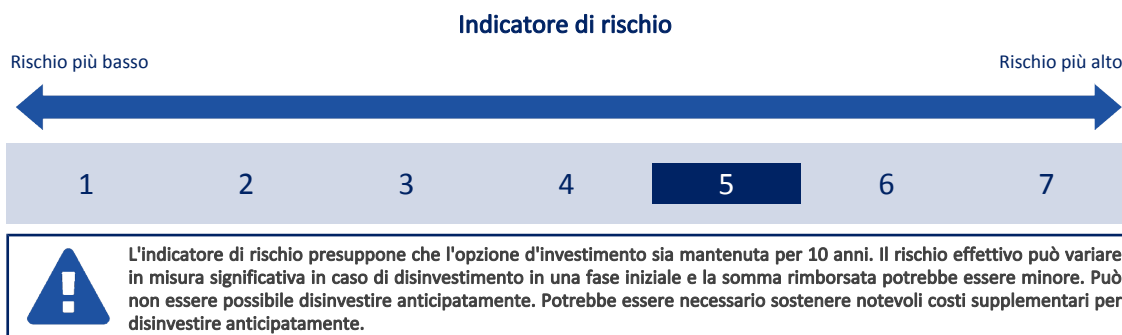 Indicatore di rischio
Rischio più basso
Rischio più alto
1 2 3 4 5 6 7
L'indicatore di rischio presuppone che l'opzione d'investimento sia mantenuta per 10 anni. Il rischio effettivo può variare
in misura significativa in caso di disinvestimento in una fase iniziale e la somma rimborsata potrebbe essere minore. Può
non essere possibile disinvestire anticipatamente. Potrebbe essere necessario sostenere notevoli costi supplementari per
disinvestire anticipatamente.